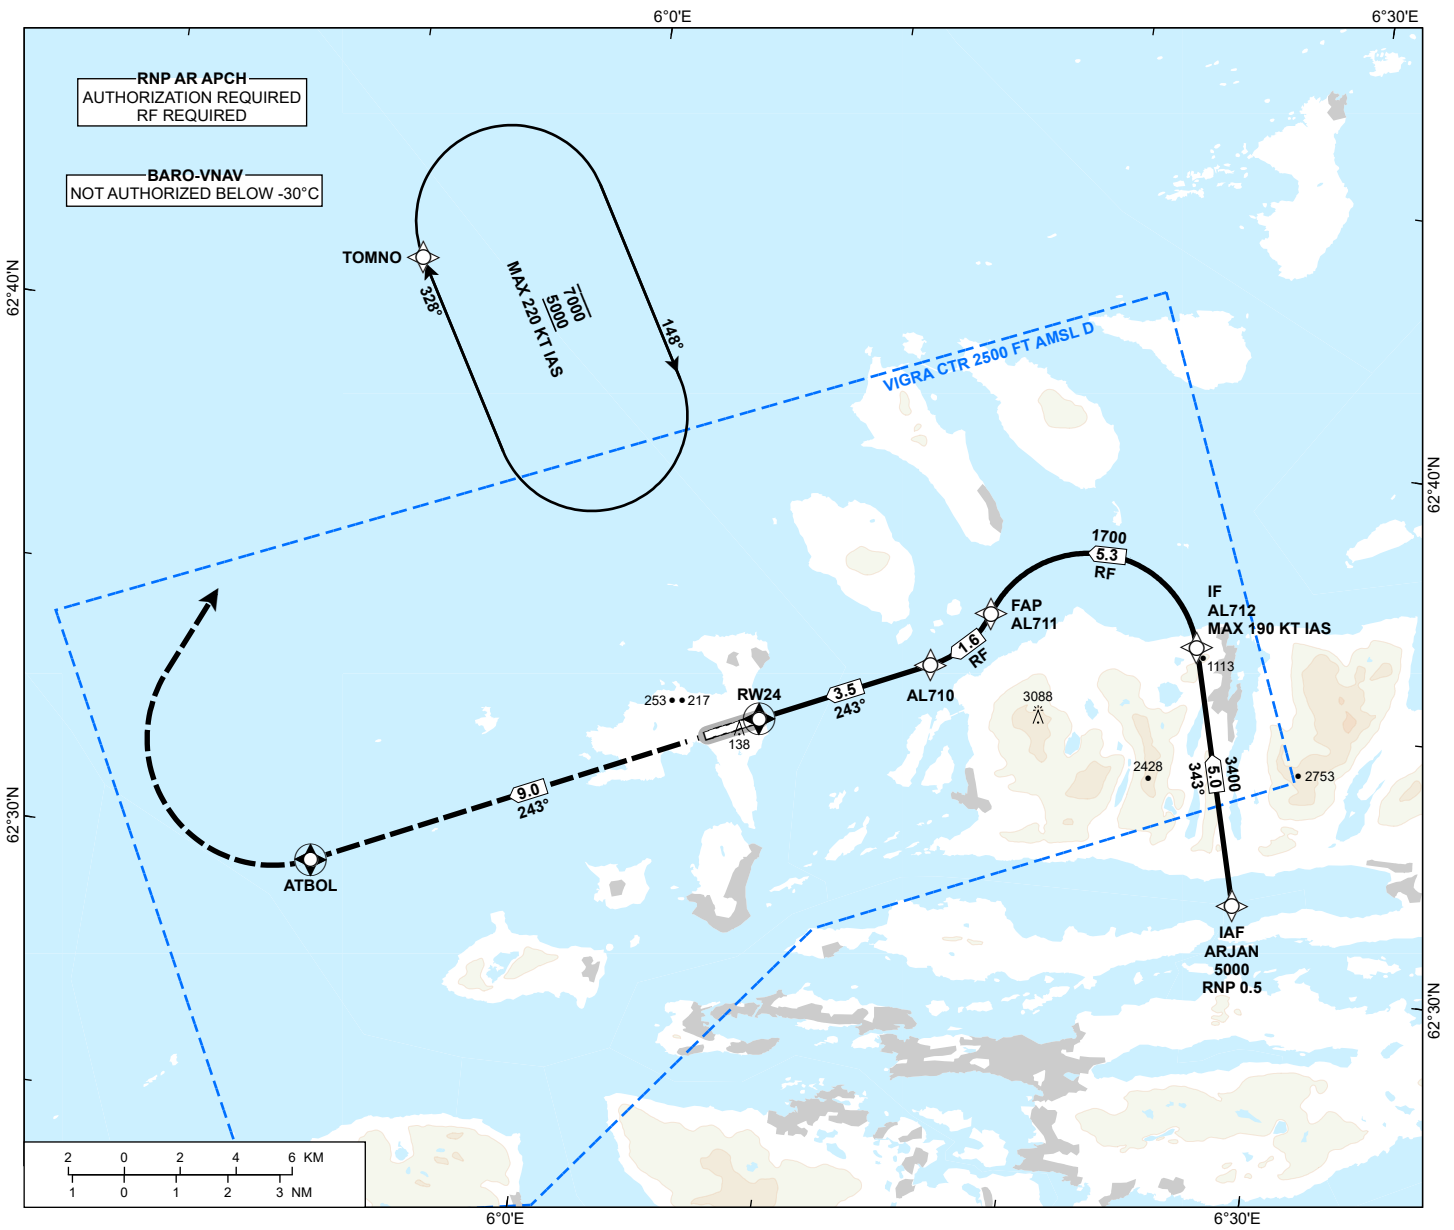 6°0'E
6°30'E
RNP AR APCH
AUTHORIZATION REQUIRED
RF REQUIRED
BARO-VNAV
NOT AUTHORIZED BELOW -30°C
TOMNO
328°
7000
5000
MAX 220 KT IAS
148°
62°40'N
VIGRA CTR 2500 FT AMSL D
62°40'N
1700
5.3
RF
IF
AL712
MAX 190 KT IAS
1113
FAP
AL711
1.6
RF
AL710
3.5
243°
RW24
253
217
138
3088
2428
2753
3400
5.0
343°
9.0
243°
ATBOL
62°30'N
IAF
ARJAN
5000
RNP 0.5
62°30'N
2 0 2 4 6 KM
1 0 1 2 3 NM
6°0'E
6°30'E